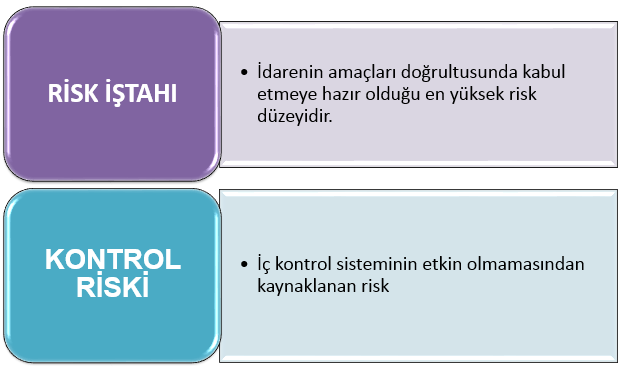 RİSK İŞTAHI
• İdarenin amaçları doğrultusunda kabul
etmeye hazır olduğu en yüksek risk
düzeyidir.
KONTROL
RİSKİ
• İç kontrol sisteminin etkin olmamasından
kaynaklanan risk